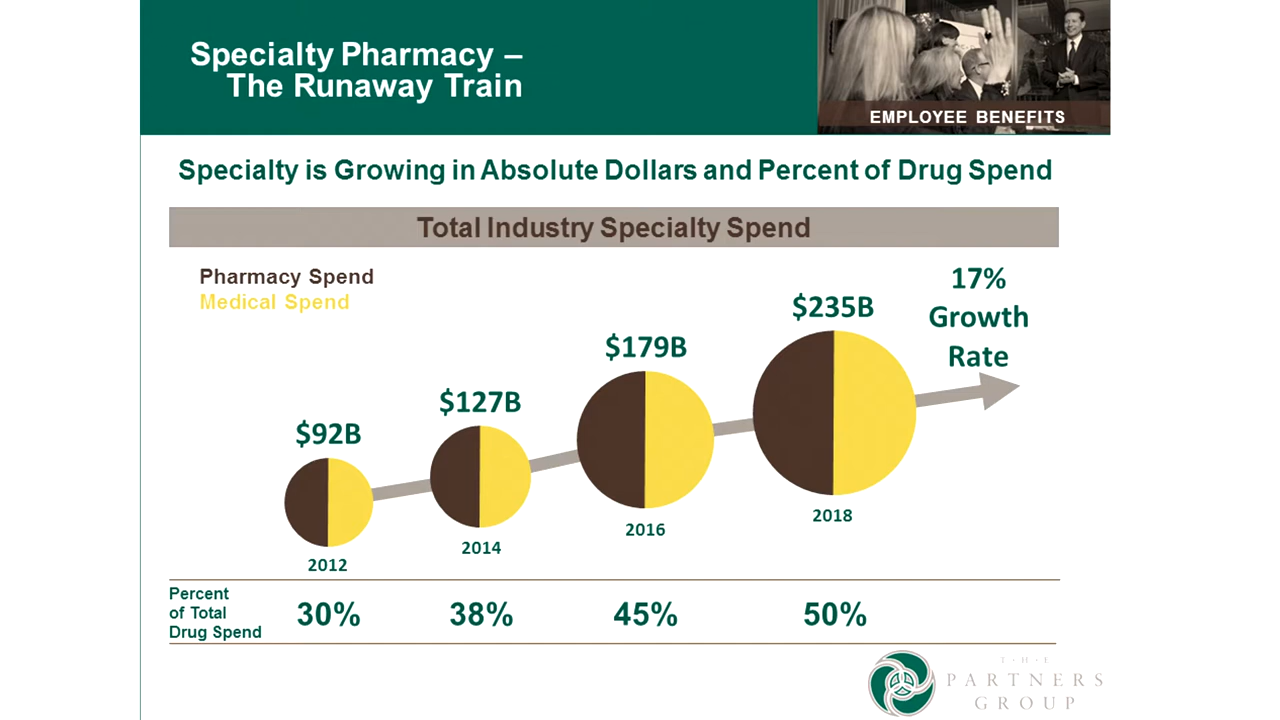 Specialty Pharmacy –
The Runaway Train
EMPLOYEE BENEFITS
Specialty is Growing in Absolute Dollars and Percent of Drug Spend
Total Industry Specialty Spend
Pharmacy Spend
Medical Spend
17%
Growth
Rate
$235B
$179B
$127B
$92B
2018
2016
2014
2012
Percent
of Total
Drug Spend
30% 38% 45% 50%
THE
PARTNERS
GROUP